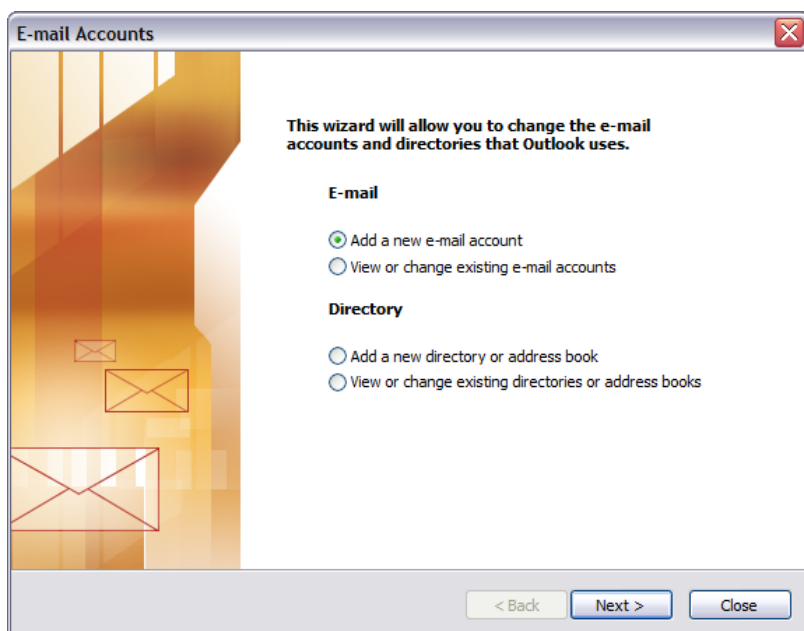 E-mail Accounts
This wizard will allow you to change the e-mail
accounts and directories that Outlook uses.
E-mail
Add a new e-mail account
View or change existing e-mail accounts
Directory
Add a new directory or address book
View or change existing directories or address books
< Back
Next >
Close